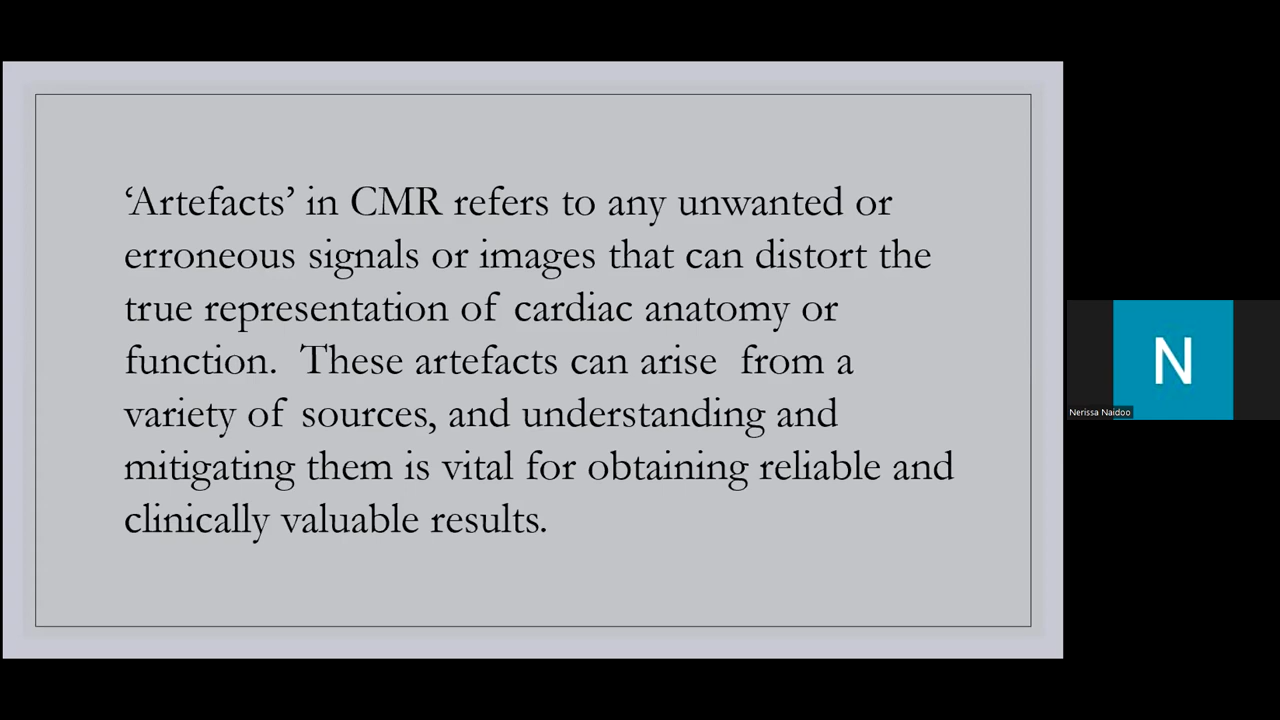 ‘Artefacts’ in CMR refers to any unwanted or
erroneous signals or images that can distort the
true representation of cardiac anatomy or
function.  These artefacts can arise  from a
variety of sources, and understanding and
mitigating them is vital for obtaining reliable and
clinically valuable results.
N
Nerissa Naidoo